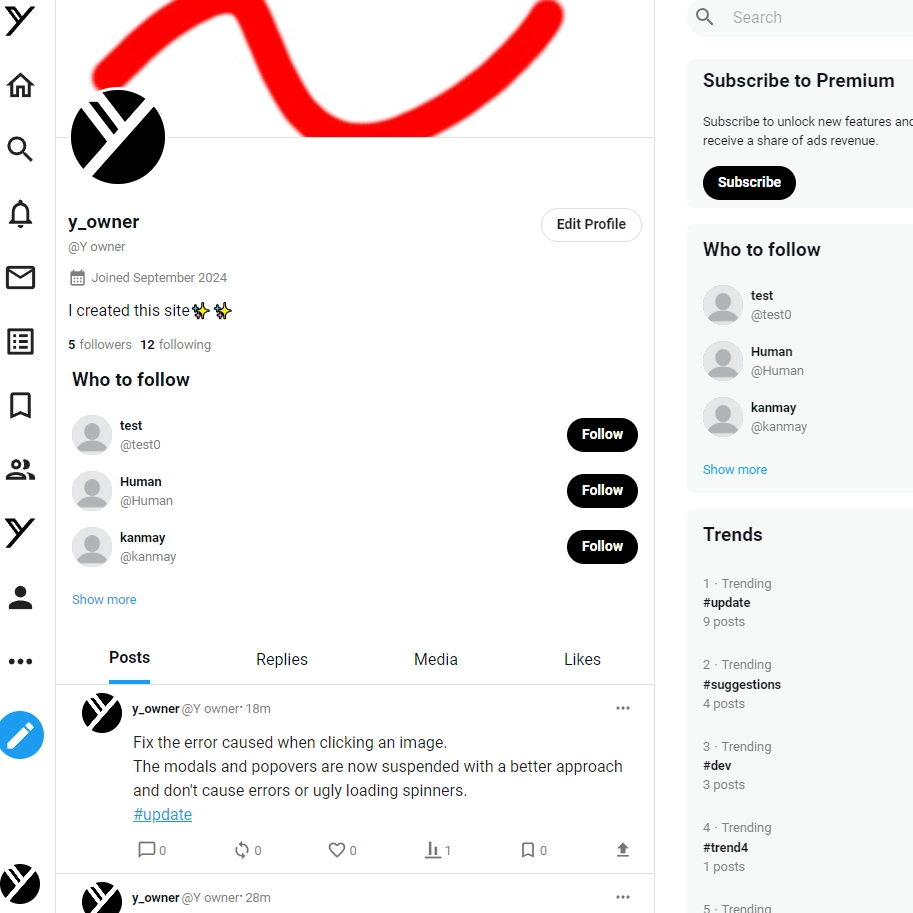 y_owner
@Y owner
Edit Profile
Joined September 2024
I created this site✨ ✨
5 followers 12 following
Who to follow
test
@test0
Follow
Human
@Human
Follow
kanmay
@kanmay
Follow
Show more
Posts Replies Media Likes
y_owner @Y owner· 18m
Fix the error caused when clicking an image.
The modals and popovers are now suspended with a better approach
and don't cause errors or ugly loading spinners.
#update
0 0 0 1 0
y_owner @Y owner· 28m
Search
Subscribe to Premium
Subscribe to unlock new features and
receive a share of ads revenue.
Subscribe
Who to follow
test
@test0
Human
@Human
kanmay
@kanmay
Show more
Trends
1 · Trending
#update
9 posts
2 · Trending
#suggestions
4 posts
3 · Trending
#dev
3 posts
4 · Trending
#trend4
1 posts
5 · Trending